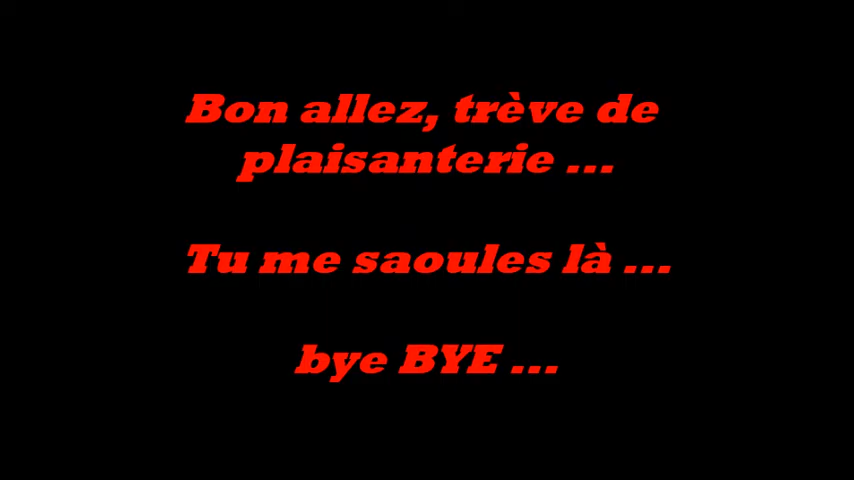 Bon allez, trève de
plaisanterie ...
Tu me saoules là ...
bye BYE ...